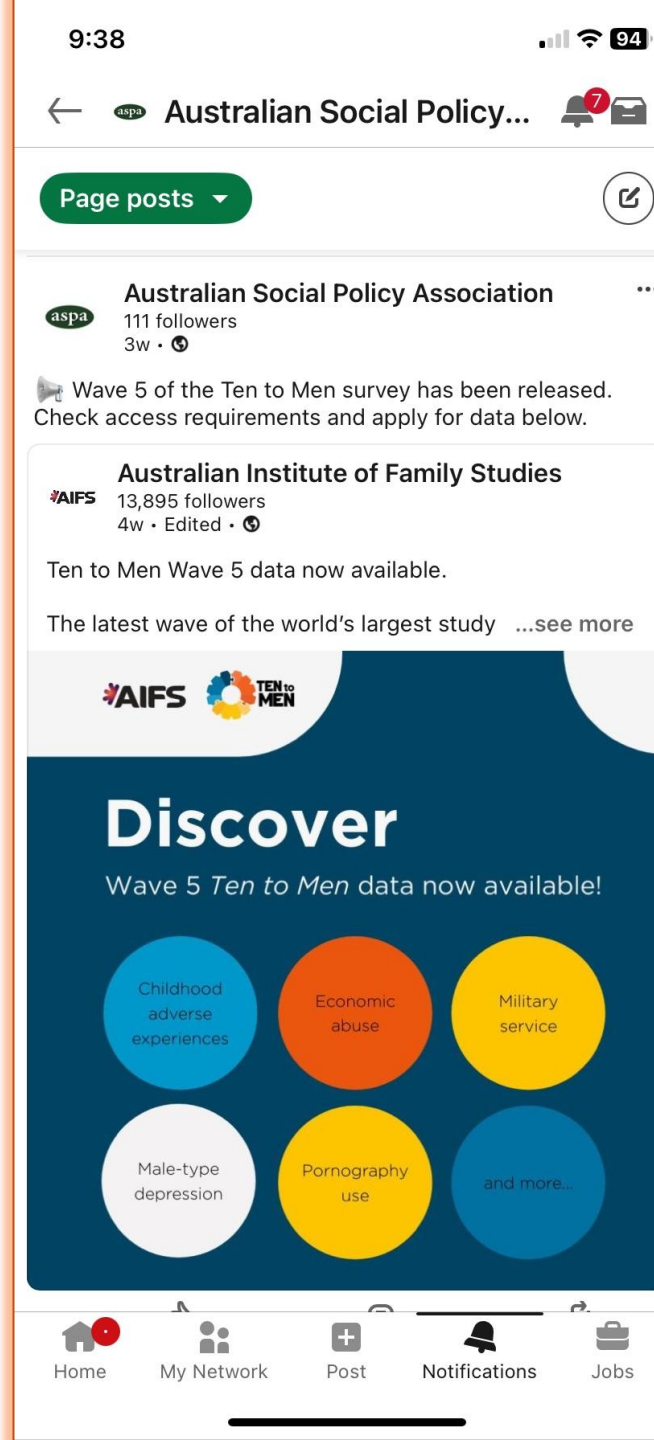 9:38
94
aspa
Australian Social Policy...
7
Page posts
aspa
Australian Social Policy Association
111 followers
3w •
Wave 5 of the Ten to Men survey has been released.
Check access requirements and apply for data below.
AIFS
Australian Institute of Family Studies
13,895 followers
4w • Edited •
Ten to Men Wave 5 data now available.
The latest wave of the world's largest study ...see more
AIFS
TEN to
MEN
Discover
Wave 5 Ten to Men data now available!
Childhood
adverse
experiences
Economic
abuse
Military
service
Male-type
depression
Pornography
use
and more...
Home
My Network
Post
Notifications
Jobs